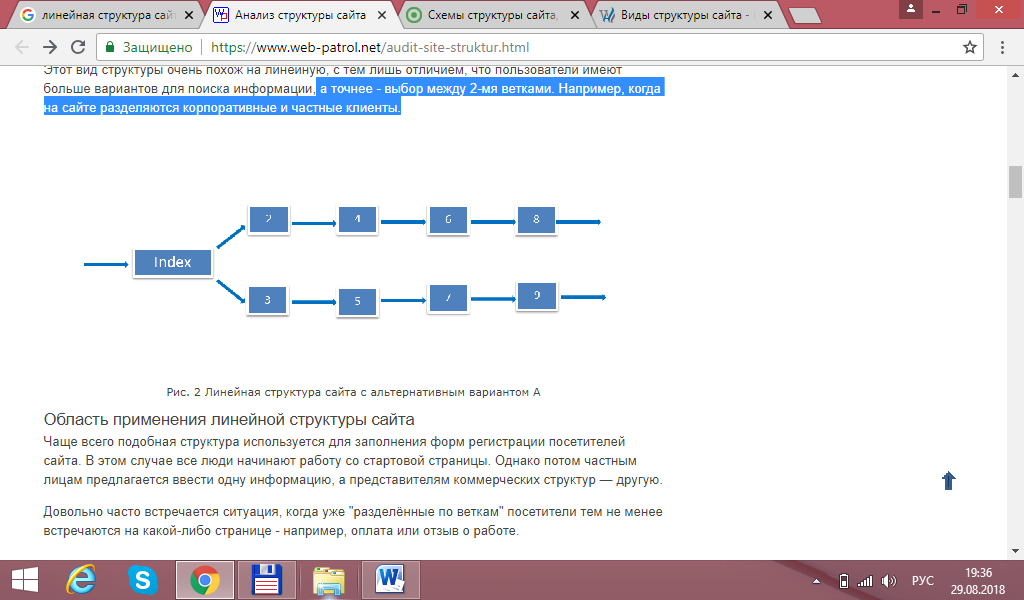 линейная структура сай
Анализ структуры сайта
Схемы структуры сайта,
Виды структуры сайта -
Защищено
https://www.web-patrol.net/audit-site-struktur.html
Этот вид структуры очень похож на линейную, с тем лишь отличием, что пользователи имеют
больше вариантов для поиска информации, а точнее - выбор между 2-мя ветками. Например, когда
на сайте разделяются корпоративные и частные клиенты.
2
4
6
8
Index
3
5
7
9
Рис. 2 Линейная структура сайта с альтернативным вариантом А
Область применения линейной структуры сайта
Чаще всего подобная структура используется для заполнения форм регистрации посетителей
сайта. В этом случае все люди начинают работу со стартовой страницы. Однако потом частным
лицам предлагается ввести одну информацию, а представителям коммерческих структур — другую.
Довольно часто встречается ситуация, когда уже "разделённые по веткам" посетители тем не менее
встречаются на какой-либо странице - например, оплата или отзыв о работе.
РУС
19:36
29.08.2018